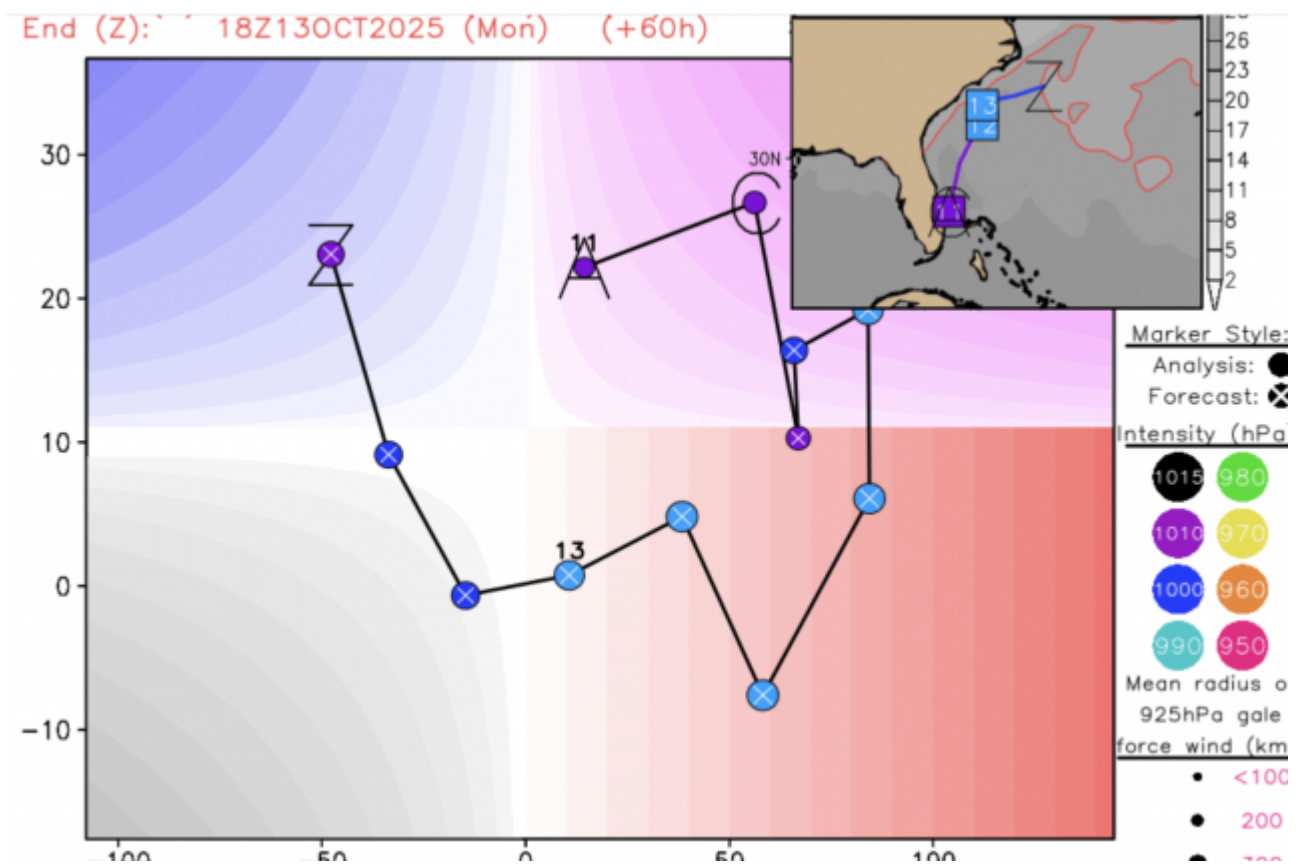 End (Z): 18Z13OCT2025 (Mon) (+60h)
30
20
10
0
-10
-100
-50
0
50
100
Z
11
A
C
13
30N
13
12
Z
11
26
23
20
17
14
11
8
5
2
Marker Style:
Analysis:
Forecast:
Intensity (hPa
1015 980
1010 970
1000 960
990 950
Mean radius o
925hPa gale
force wind (km
<100
200